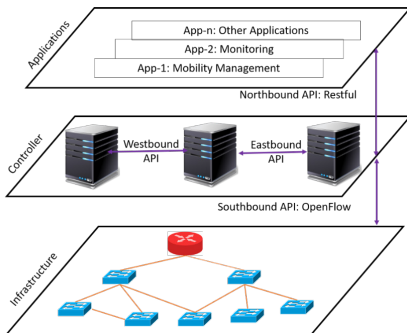 Applications
App-n: Other Applications
App-2: Monitoring
App-1: Mobility Management
Northbound API: Restful
Controller
Westbound
API
Eastbound
API
Southbound API: OpenFlow
Infrastructure